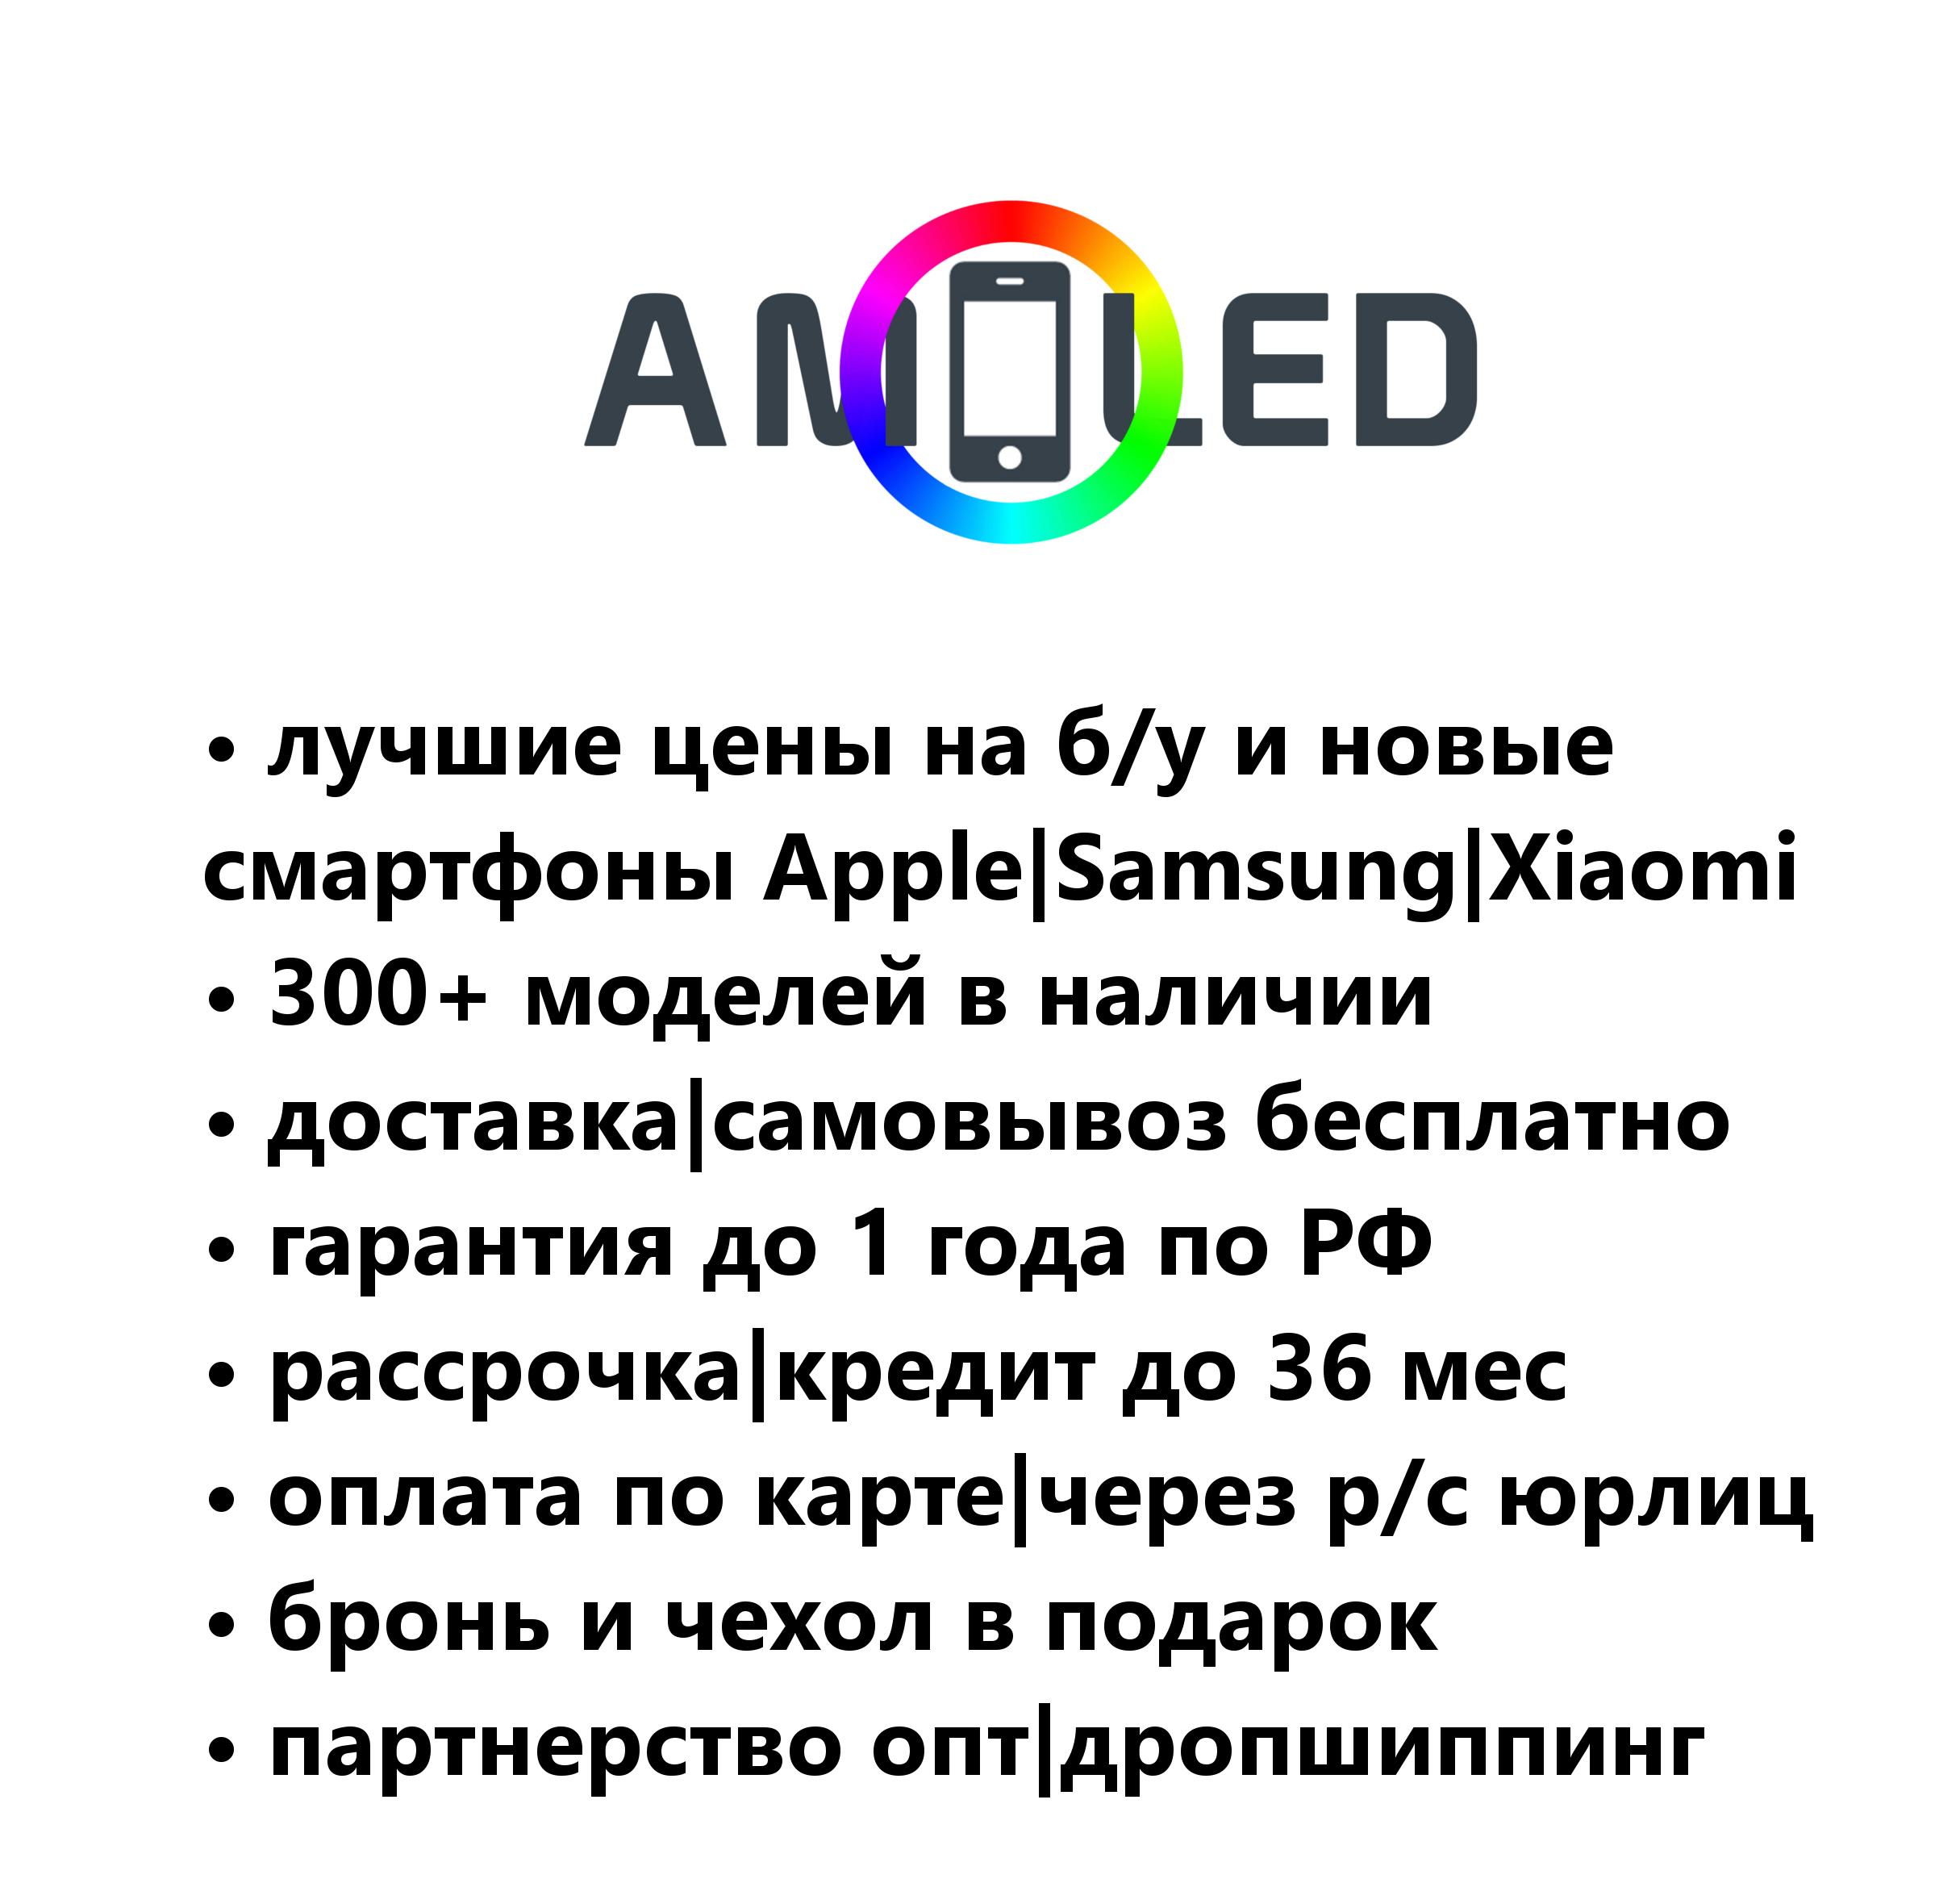 AMOLED
• лучшие цены на б/у и новые
смартфоны Apple|Samsung|Xiaomi
• 300+ моделей в наличии
• доставка|самовывоз бесплатно
• гарантия до 1 года по РФ
• рассрочка|кредит до 36 мес
• оплата по карте|через р/с юрлиц
• бронь и чехол в подарок
• партнерство опт|дропшиппинг